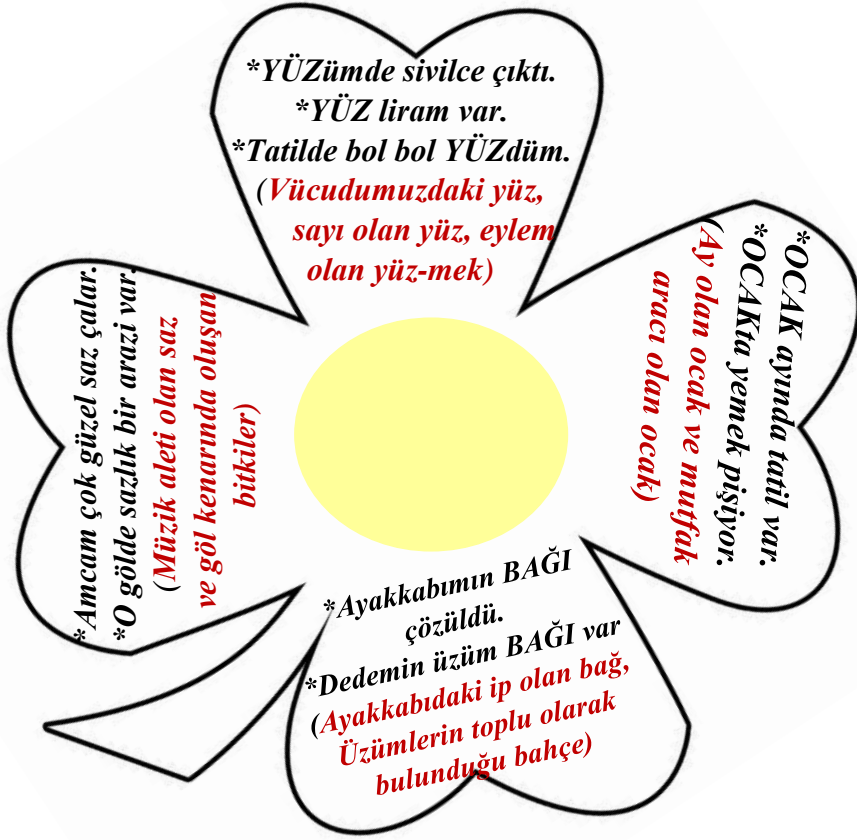 *YÜZümde sivilce çıktı.
*YÜZ liram var.
*Tatilde bol bol YÜZdüm.
(Vücudumuzdaki yüz,
sayı olan yüz, eylem
olan yüz-mek)
*OCAK ayında tatil var.
*OCAKta yemek pişiyor.
(Ay olan ocak ve mutfak
aracı olan ocak)
*Ayakkabımın BAĞI
çözüldü.
*Dedemin üzüm BAĞI var
(Ayakkabıdaki ip olan bağ,
Üzümlerin toplu olarak
bulunduğu bahçe)
*Amcam çok güzel saz çalar.
*O gölde sazlık bir arazi var.
(Müzik aleti olan saz
ve göl kenarında oluşan
bitkiler)